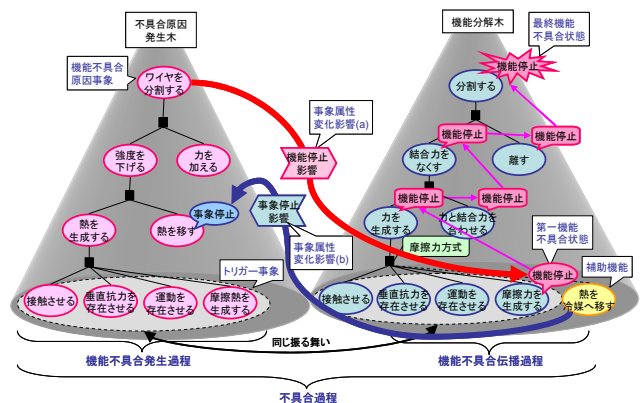 不具合原因
発生木
機能分解木
最終機能
不具合状態
機能不具合
原因事象
ワイヤを
分割する
機能停止
分割する
事象属性
変化影響(a)
機能停止
機能停止
強度を
下げる
力を
加える
機能停止
影響
結合力を
なくす
離す
機能停止
機能停止
事象停止
事象停止
影響
熱を
生成する
熱を移す
力を
生成する
力と結合力を
合わせる
第一機能
不具合状態
事象属性
変化影響(b)
摩擦力方式
トリガー事象
機能停止
補助機能
接触させる
垂直抗力を
存在させる
運動を
存在させる
摩擦熱を
生成する
接触させる
垂直抗力を
存在させる
運動を
存在させる
摩擦力を
生成する
熱を
冷媒へ移す
同じ振る舞い
機能不具合発生過程
機能不具合伝播過程
不具合過程